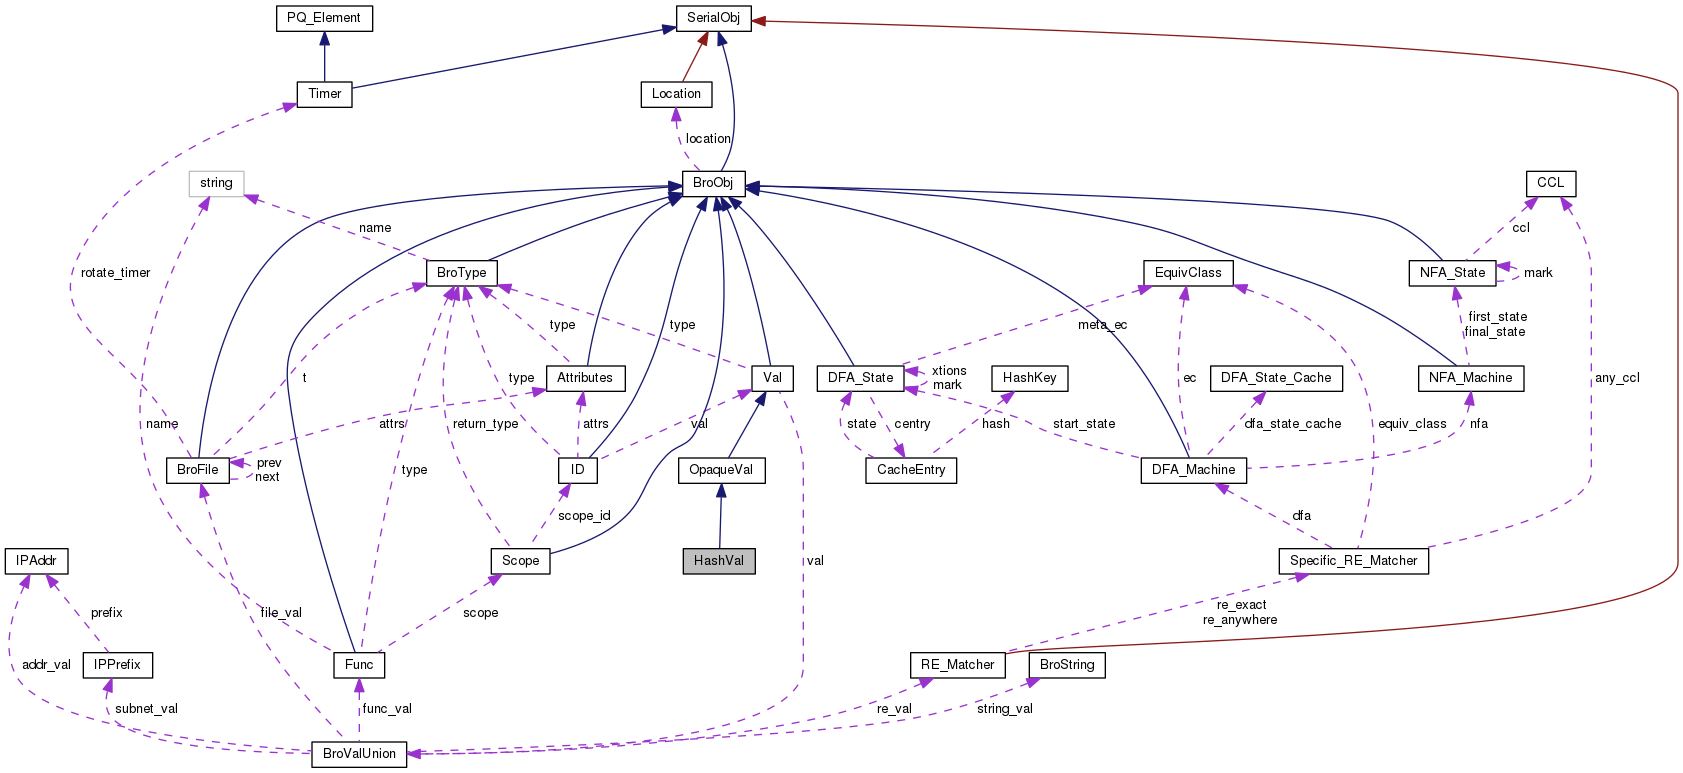 PQ_Element
SerialObj
Timer
Location
location
string
BroObj
CCL
name
ccl
rotate_timer
BroType
EquivClass
NFA_State
mark
first_state
final_state
type
type
meta_ec
t
type
Attributes
Val
DFA_State
xtions
mark
HashKey
ec
DFA_State_Cache
NFA_Machine
any_ccl
name
attrs
return_type
attrs
val
state
centry
hash
start_state
dfa_state_cache
equiv_class
nfa
BroFile
prev
next
type
ID
OpaqueVal
CacheEntry
DFA_Machine
scope_id
dfa
IPAddr
Scope
HashVal
val
Specific_RE_Matcher
prefix
file_val
scope
re_exact
re_anywhere
addr_val
IPPrefix
Func
RE_Matcher
BroString
subnet_val
func_val
re_val
string_val
BroValUnion